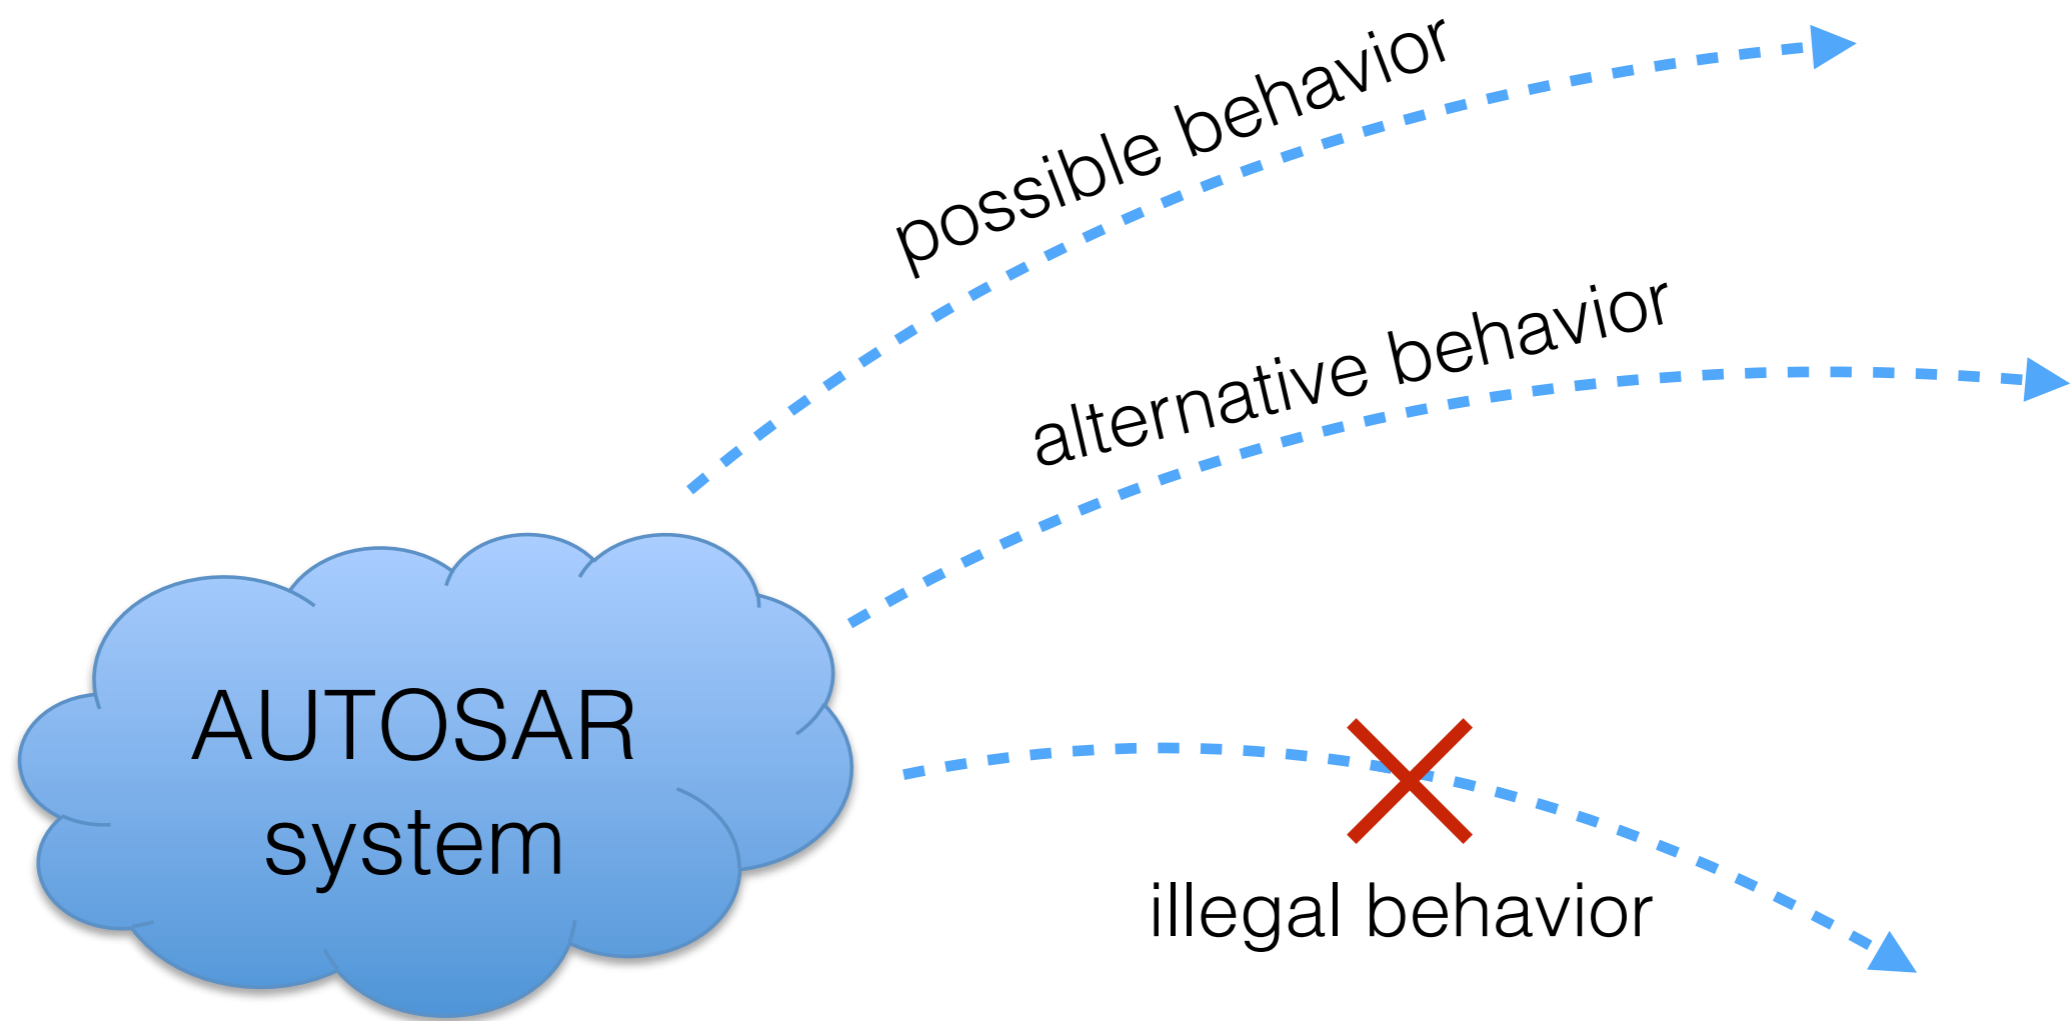 possible behavior
alternative behavior
AUTOSAR
system
illegal behavior